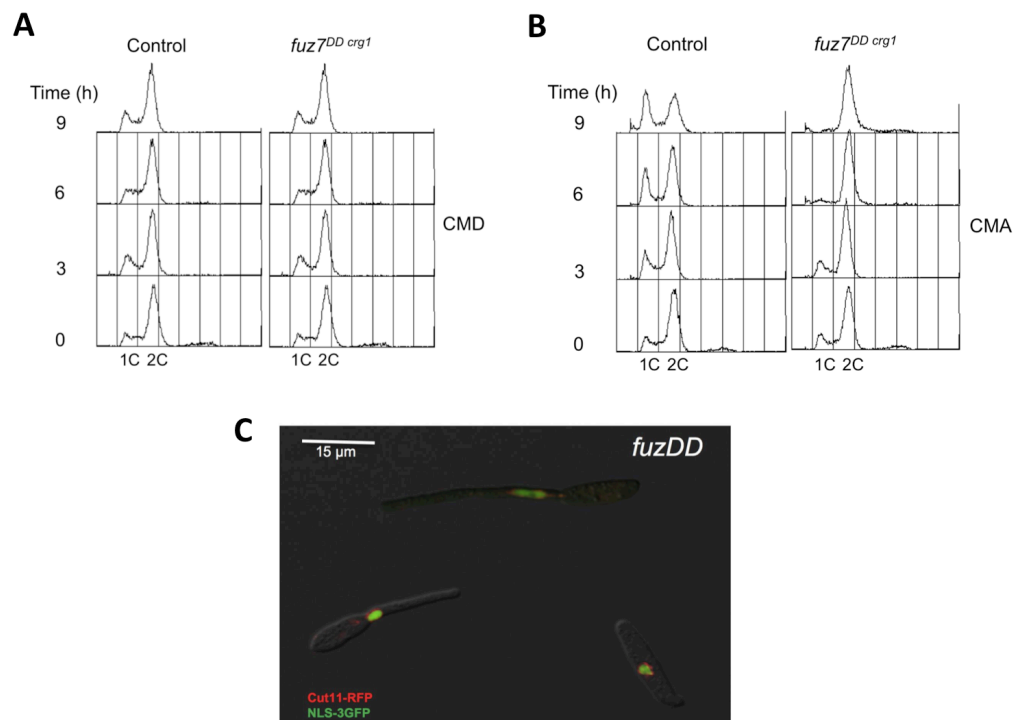 A
Control
fuz7DD crg1
Time (h)
9
6
3
0
CMD
1C 2C
1C 2C
B
Control
fuz7DD crg1
Time (h)
9
6
3
0
CMA
1C 2C
1C 2C
C
15 µm
fuzDD
Cut11-RFP
NLS-3GFP